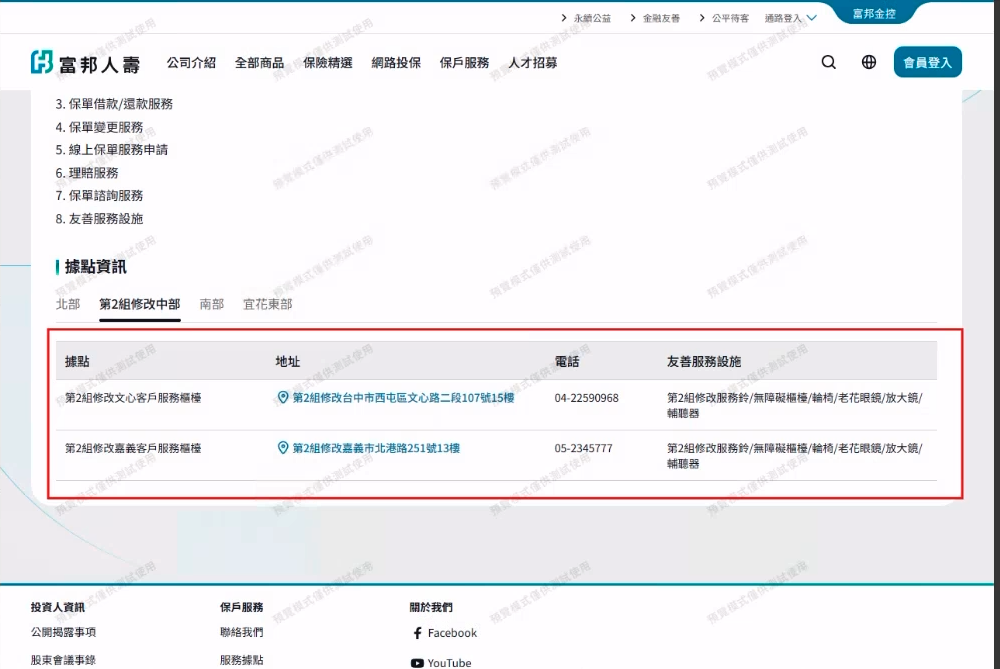 永續公益 金融友善 公平待客 通路登入 富邦金控
富邦人壽 公司介紹 全部商品 保險精選 網路投保 保戶服務 人才招募 會員登入
3. 保單借款/還款服務
4. 保單變更服務
5. 線上保單服務申請
6. 理賠服務
7. 保單諮詢服務
8. 友善服務設施
據點資訊
北部 第2組修改中部 南部 宜花東部
據點 地址 電話 友善服務設施
第2組修改文心客戶服務櫃檯 第2組修改台中市西屯區文心路二段107號15樓 04-22590968 第2組修改服務鈴/無障礙櫃檯/輪椅/老花眼鏡/放大鏡/
輔聽器
第2組修改嘉義客戶服務櫃檯 第2組修改嘉義市北港路251號13樓 05-2345777 第2組修改服務鈴/無障礙櫃檯/輪椅/老花眼鏡/放大鏡/
輔聽器
投資人資訊 保戶服務 關於我們
公開揭露事項 聯絡我們 Facebook
股東會議事錄 服務據點 YouTube
預覽模式僅供測試使用